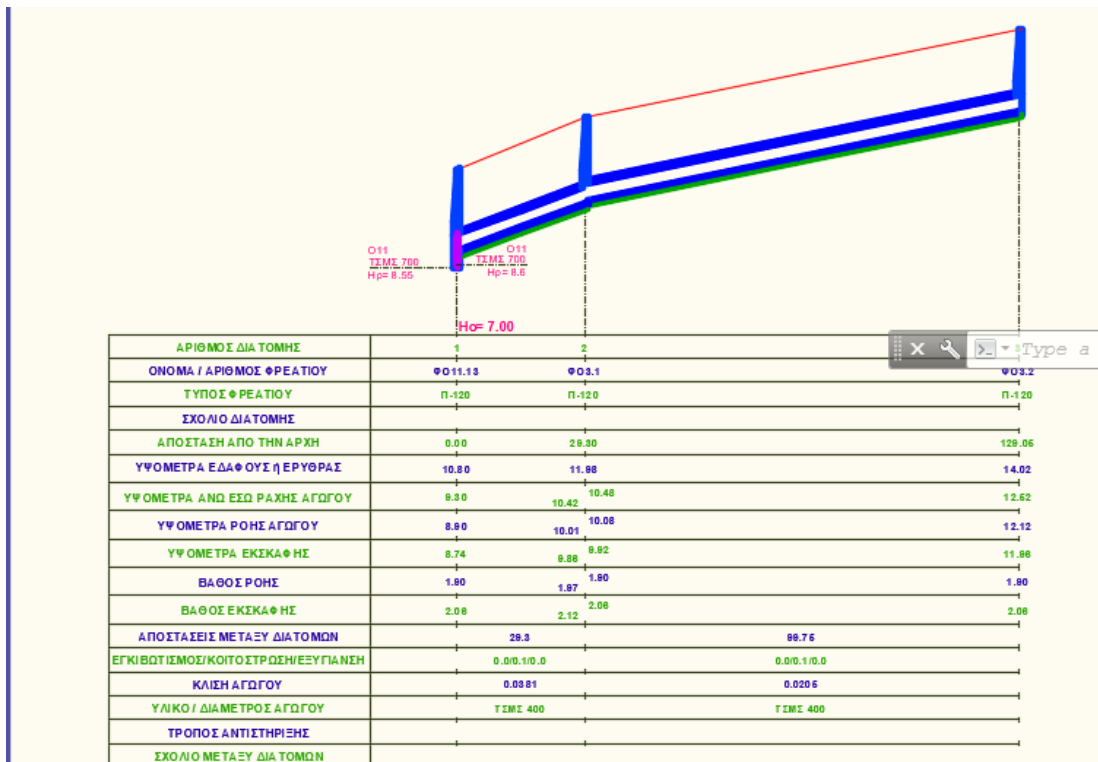 Ο11
ΤΣΜΣ 700
Ηρ= 8.55
Ο11
ΤΣΜΣ 700
Ηρ= 8.6
Ηο= 7.00
ΑΡΙΘΜΟΣ ΔΙΑΤΟΜΗΣ 1 2
Type a
ΟΝΟΜΑ / ΑΡΙΘΜΟΣ ΦΡΕΑΤΙΟΥ ΦΟ11.13 ΦΟ3.1 ΦΟ3.2
ΤΥΠΟΣ ΦΡΕΑΤΙΟΥ Π-120 Π-120 Π-120
ΣΧΟΛΙΟ ΔΙΑΤΟΜΗΣ
ΑΠΟΣΤΑΣΗ ΑΠΟ ΤΗΝ ΑΡΧΗ 0.00 29.30 129.05
ΥΨΟΜΕΤΡΑ ΕΔΑΦΟΥΣ ή ΕΡΥΘΡΑΣ 10.80 11.98 14.02
ΥΨΟΜΕΤΡΑ ΑΝΩ ΕΣΩ ΡΑΧΗΣ ΑΓΩΓΟΥ 9.30 10.42 10.48 12.52
ΥΨΟΜΕΤΡΑ ΡΟΗΣ ΑΓΩΓΟΥ 8.90 10.01 10.08 12.12
ΥΨΟΜΕΤΡΑ ΕΚΣΚΑΦΗΣ 8.74 9.86 9.92 11.96
ΒΑΘΟΣ ΡΟΗΣ 1.90 1.97 1.90 1.90
ΒΑΘΟΣ ΕΚΣΚΑΦΗΣ 2.06 2.12 2.06 2.06
ΑΠΟΣΤΑΣΕΙΣ ΜΕΤΑΞΥ ΔΙΑΤΟΜΩΝ 29.3 99.75
ΕΓΚΙΒΩΤΙΣΜΟΣ/ΚΟΙΤΟΣΤΡΩΣΗ/ΕΞΥΓΙΑΝΣΗ 0.0/0.1/0.0 0.0/0.1/0.0
ΚΛΙΣΗ ΑΓΩΓΟΥ 0.0381 0.0205
ΥΛΙΚΟ / ΔΙΑΜΕΤΡΟΣ ΑΓΩΓΟΥ ΤΣΜΣ 400 ΤΣΜΣ 400
ΤΡΟΠΟΣ ΑΝΤΙΣΤΗΡΙΞΗΣ
ΣΧΟΛΙΟ ΜΕΤΑΞΥ ΔΙΑΤΟΜΩΝ